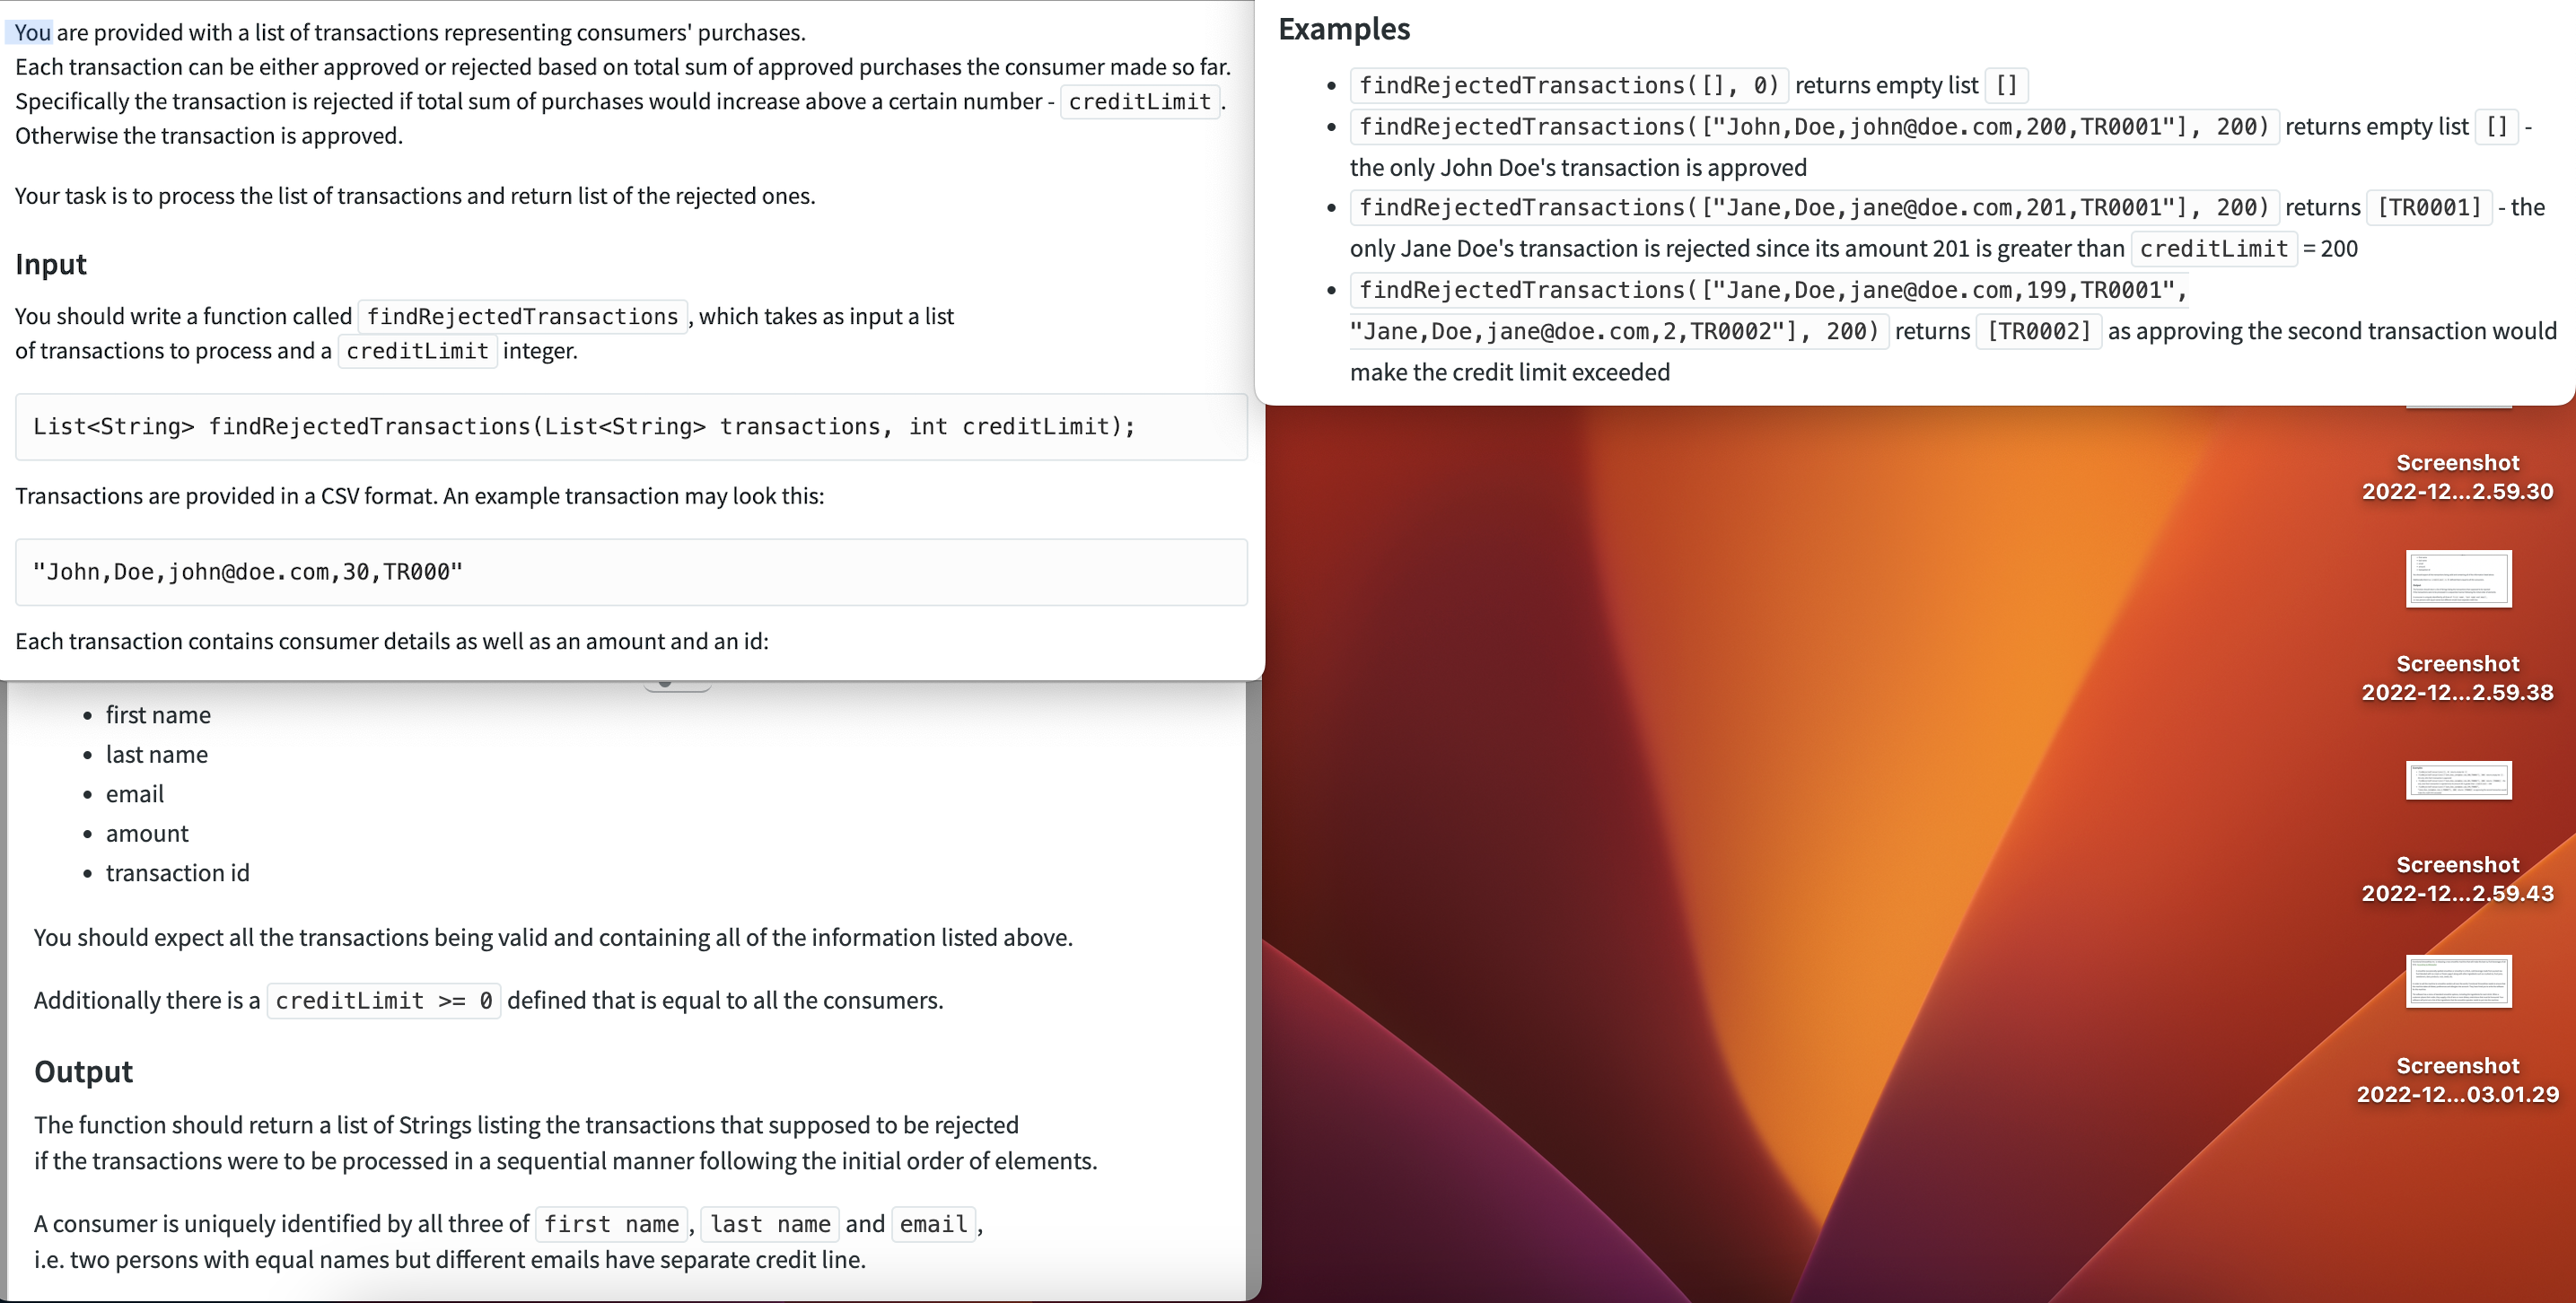 You are provided with a list of transactions representing consumers' purchases.
Each transaction can be either approved or rejected based on total sum of approved purchases the consumer made so far.
Specifically the transaction is rejected if total sum of purchases would increase above a certain number - creditLimit .
Otherwise the transaction is approved.
Your task is to process the list of transactions and return list of the rejected ones.
Input
You should write a function called findRejectedTransactions , which takes as input a list
of transactions to process and a creditLimit integer.
List<String> findRejectedTransactions(List<String> transactions, int creditLimit);
Transactions are provided in a CSV format. An example transaction may look this:
"John,Doe,john@doe.com,30,TR000"
Each transaction contains consumer details as well as an amount and an id:
• first name
• last name
• email
• amount
• transaction id
You should expect all the transactions being valid and containing all of the information listed above.
Additionally there is a creditLimit >= 0 defined that is equal to all the consumers.
Output
The function should return a list of Strings listing the transactions that supposed to be rejected
if the transactions were to be processed in a sequential manner following the initial order of elements.
A consumer is uniquely identified by all three of first name , last name and email ,
i.e. two persons with equal names but different emails have separate credit line.
Examples
• findRejectedTransactions([], 0) returns empty list []
• findRejectedTransactions(["John,Doe,john@doe.com,200,TR0001"], 200) returns empty list [] -
the only John Doe's transaction is approved
• findRejectedTransactions(["Jane,Doe,jane@doe.com,201,TR0001"], 200) returns [TR0001] - the
only Jane Doe's transaction is rejected since its amount 201 is greater than creditLimit = 200
• findRejectedTransactions(["Jane,Doe,jane@doe.com,199,TR0001",
"Jane,Doe,jane@doe.com,2,TR0002"], 200) returns [TR0002] as approving the second transaction would
make the credit limit exceeded
Screenshot
2022-12...2.59.30
Screenshot
2022-12...2.59.38
Screenshot
2022-12...2.59.43
Screenshot
2022-12...03.01.29